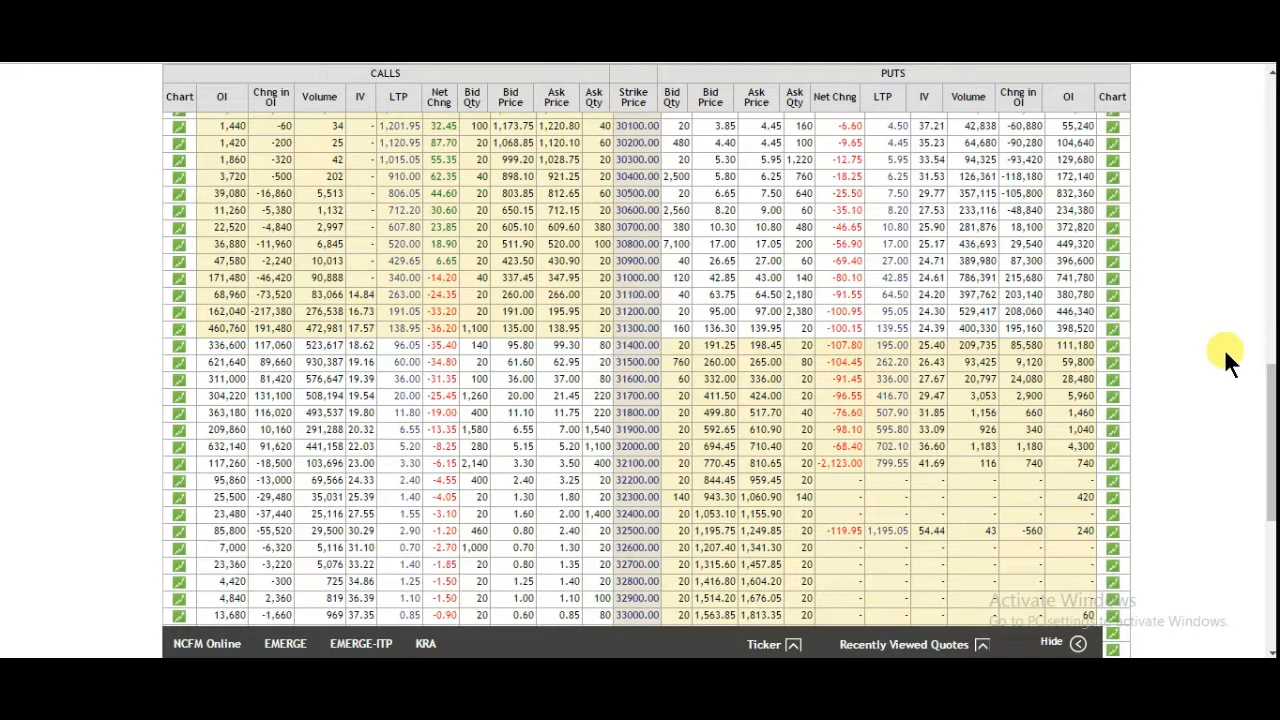 CALLS PUTS
Chart OI Chng in OI Volume IV LTP Net Chng Bid Qty Bid Price Ask Price Ask Qty Strike Price Bid Qty Bid Price Ask Price Ask Qty Net Chng LTP IV Volume Chng in OI OI Chart
1,440 -60 34 - 1,201.95 32.45 100 1,173.75 1,220.80 40 30100.00 20 3.85 4.45 160 -6.60 4.50 37.21 42,838 -60,880 55,240
1,420 -200 25 - 1,120.95 87.70 20 1,068.85 1,120.10 60 30200.00 480 4.40 4.45 100 -9.65 4.45 35.23 64,680 -90,280 104,640
1,860 -320 42 - 1,015.05 55.35 20 999.20 1,028.75 20 30300.00 20 5.30 5.95 1,220 -12.75 5.95 33.54 94,325 -93,420 129,680
3,720 -500 202 - 910.00 62.35 40 898.10 921.25 20 30400.00 2,500 5.80 6.25 760 -18.25 6.25 31.53 126,361 -118,180 172,140
39,080 -16,860 5,513 - 806.05 44.60 20 803.85 812.65 60 30500.00 20 6.65 7.50 640 -25.50 7.50 29.77 357,115 -105,800 832,360
11,260 -5,380 1,132 - 712.20 30.60 20 650.15 712.15 20 30600.00 2,560 8.20 9.00 60 -35.10 8.20 27.53 233,116 -48,840 234,380
22,520 -4,840 2,997 - 607.80 23.85 20 605.10 609.60 380 30700.00 380 10.30 10.80 480 -46.65 10.80 25.90 281,876 18,100 372,820
36,880 -11,960 6,845 - 520.00 18.90 20 511.90 520.00 100 30800.00 7,100 17.00 17.05 200 -56.90 17.00 25.17 436,693 29,540 449,320
47,580 -2,240 10,013 - 429.65 6.65 20 423.50 430.90 20 30900.00 40 26.65 27.00 60 -69.40 27.00 24.71 389,980 87,300 396,600
171,480 -46,420 90,888 - 340.00 -14.20 40 337.45 347.95 20 31000.00 120 42.85 43.00 140 -80.10 42.85 24.61 786,391 215,680 741,780
68,960 -73,520 83,066 14.84 263.00 -24.35 20 260.00 266.00 20 31100.00 40 63.75 64.50 2,180 -91.55 64.50 24.20 397,762 203,140 380,780
162,040 -217,380 276,538 16.73 191.05 -33.20 20 191.00 195.95 20 31200.00 20 95.00 97.00 2,380 -100.95 95.05 24.30 529,417 208,060 446,340
460,760 191,480 472,981 17.57 138.95 -36.20 1,100 135.00 138.95 20 31300.00 160 136.30 139.95 20 -100.15 139.55 24.39 400,330 195,160 398,520
336,600 117,060 523,617 18.62 96.05 -35.40 140 95.80 99.30 80 31400.00 20 191.25 198.45 20 -107.80 195.00 25.40 209,735 85,580 111,180
621,640 89,660 930,387 19.16 60.00 -34.80 20 61.60 62.95 20 31500.00 760 260.00 265.00 80 -104.45 262.20 26.43 93,425 9,120 59,800
311,000 81,420 576,647 19.39 36.00 -31.35 100 36.00 37.00 80 31600.00 60 332.00 336.00 20 -91.45 336.00 27.67 20,797 24,080 28,480
304,220 131,100 508,194 19.54 20.00 -25.45 1,260 20.00 21.45 220 31700.00 20 411.50 424.00 20 -96.55 416.70 29.47 3,053 2,900 5,960
363,180 116,020 493,537 19.80 11.80 -19.00 400 11.10 11.75 220 31800.00 20 499.80 517.70 40 -76.60 507.90 31.85 1,156 660 1,460
209,860 10,160 291,288 20.32 6.55 -13.35 1,580 6.55 7.00 1,540 31900.00 20 592.65 610.90 20 -98.10 595.80 33.09 926 340 1,040
632,140 91,620 441,158 22.03 5.20 -8.25 280 5.15 5.20 1,100 32000.00 20 694.45 710.40 20 -68.40 702.10 36.60 1,183 1,180 4,300
117,260 -18,500 103,696 23.00 3.30 -6.15 2,140 3.30 3.50 400 32100.00 20 770.45 810.65 20 -2,123.00 799.55 41.69 116 740 740
95,860 -13,000 69,566 24.33 2.40 -4.55 400 2.40 3.25 20 32200.00 20 844.45 959.45 20 - - - - - -
25,500 -29,480 35,031 25.39 1.40 -4.05 20 1.30 1.80 20 32300.00 140 943.30 1,060.90 140 - - - - - 420
23,480 -37,440 25,116 27.55 1.55 -3.10 20 1.60 2.00 1,400 32400.00 20 1,053.10 1,155.90 20 - - - - - -
85,800 -55,520 29,500 30.29 2.90 -1.20 460 0.80 2.40 20 32500.00 20 1,195.75 1,249.85 20 -119.95 1,195.05 54.44 43 -560 240
7,000 -6,320 5,116 31.10 0.70 -2.70 1,000 0.70 1.30 20 32600.00 20 1,207.40 1,341.30 20 - - - - - -
23,360 -3,220 5,076 33.22 1.40 -1.85 20 0.80 1.35 20 32700.00 20 1,315.60 1,457.85 20 - - - - - -
4,420 -300 725 34.86 1.25 -1.50 20 1.25 1.40 20 32800.00 20 1,416.80 1,604.20 20 - - - - - -
4,840 2,360 819 36.39 1.10 -1.50 20 1.00 1.10 100 32900.00 20 1,514.20 1,676.05 20 - - - - - -
13,680 -1,660 969 37.35 0.85 -0.90 20 0.60 0.85 80 33000.00 20 1,563.85 1,813.35 20 - - - - - 60
Activate Windows
Go to PC settings to activate Windows.
NCFM Online EMERGE EMERGE-ITP KRA Ticker Recently Viewed Quotes Hide